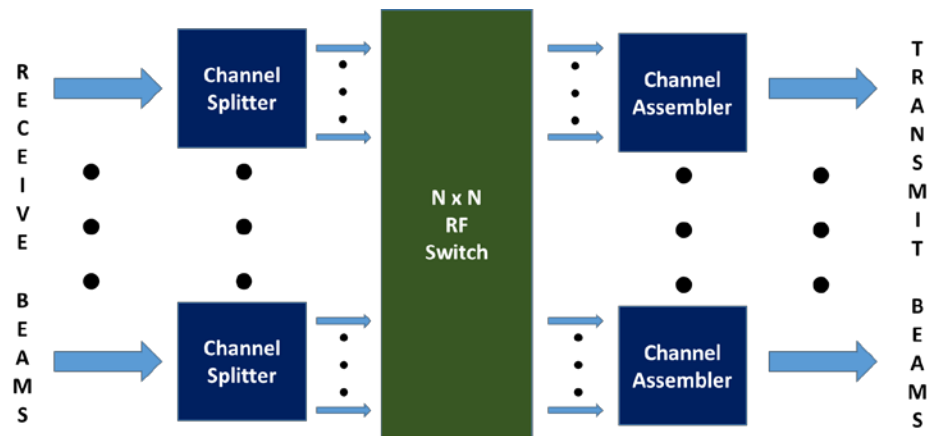 RECEIVE BEAMS
Channel
Splitter
Channel
Splitter
N x N
RF
Switch
Channel
Assembler
Channel
Assembler
TRANSMIT BEAMS